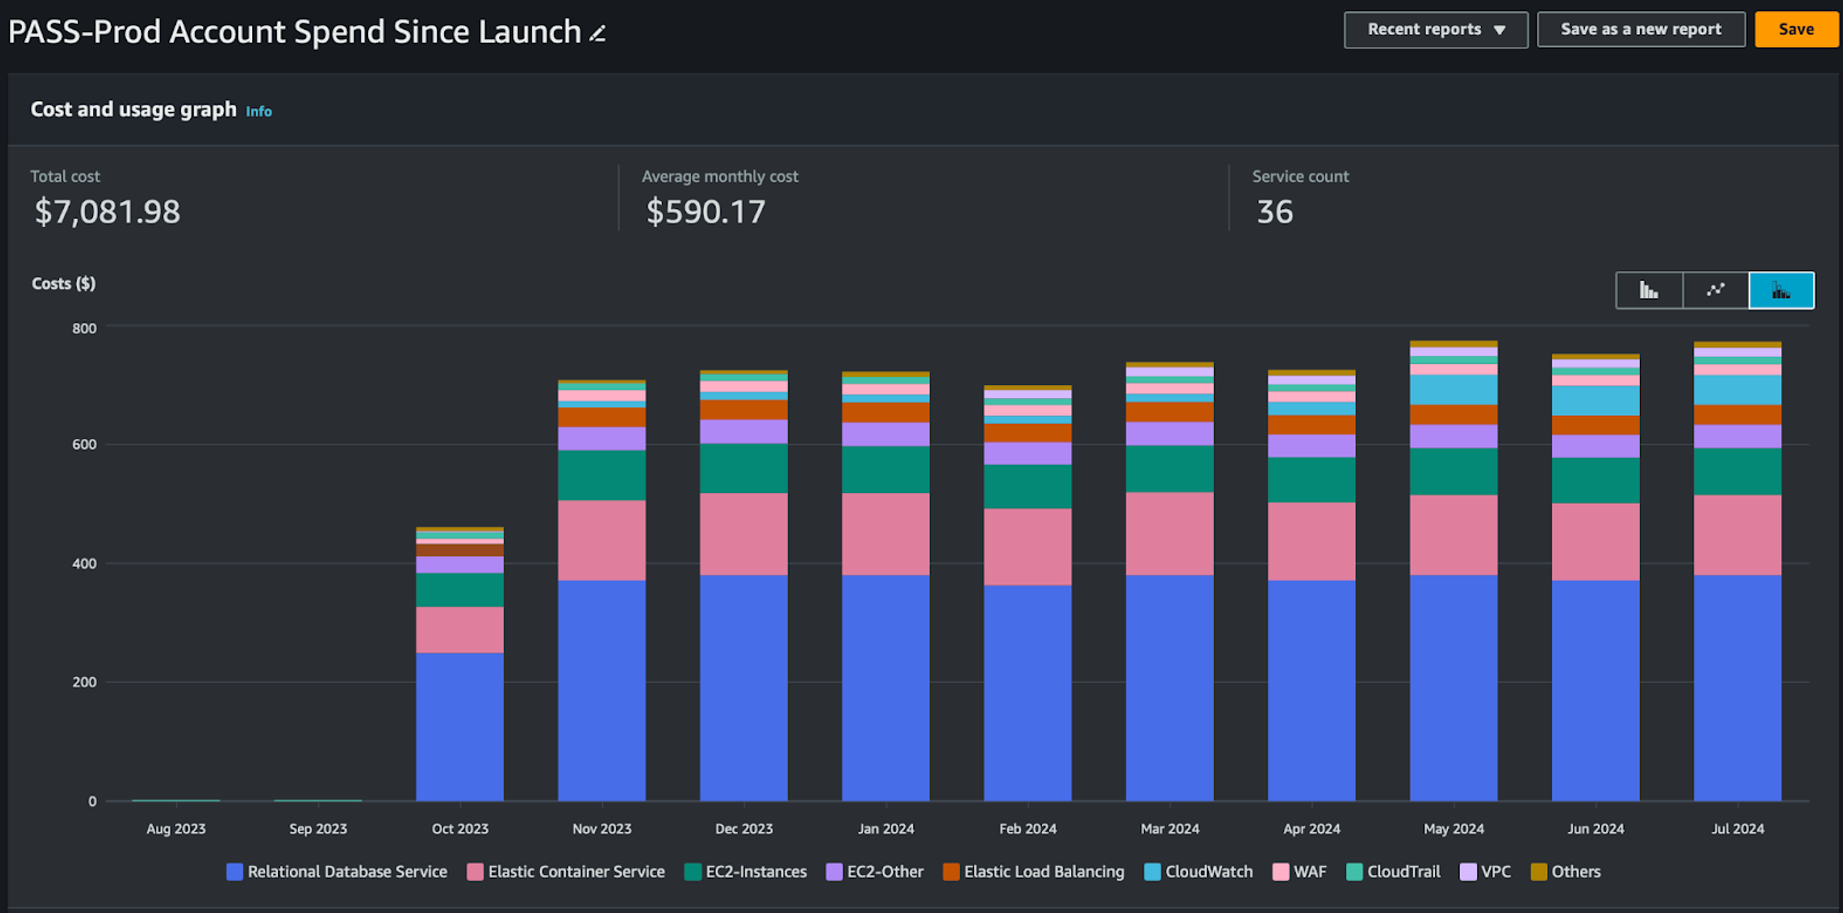 PASS-Prod Account Spend Since Launch
Recent reports
Save as a new report
Save
Cost and usage graph Info
Total cost
$7,081.98
Average monthly cost
$590.17
Service count
36
Costs ($)
800
600
400
200
0
Aug 2023 Sep 2023 Oct 2023 Nov 2023 Dec 2023 Jan 2024 Feb 2024 Mar 2024 Apr 2024 May 2024 Jun 2024 Jul 2024
Relational Database Service Elastic Container Service EC2-Instances EC2-Other Elastic Load Balancing CloudWatch WAF CloudTrail VPC Others